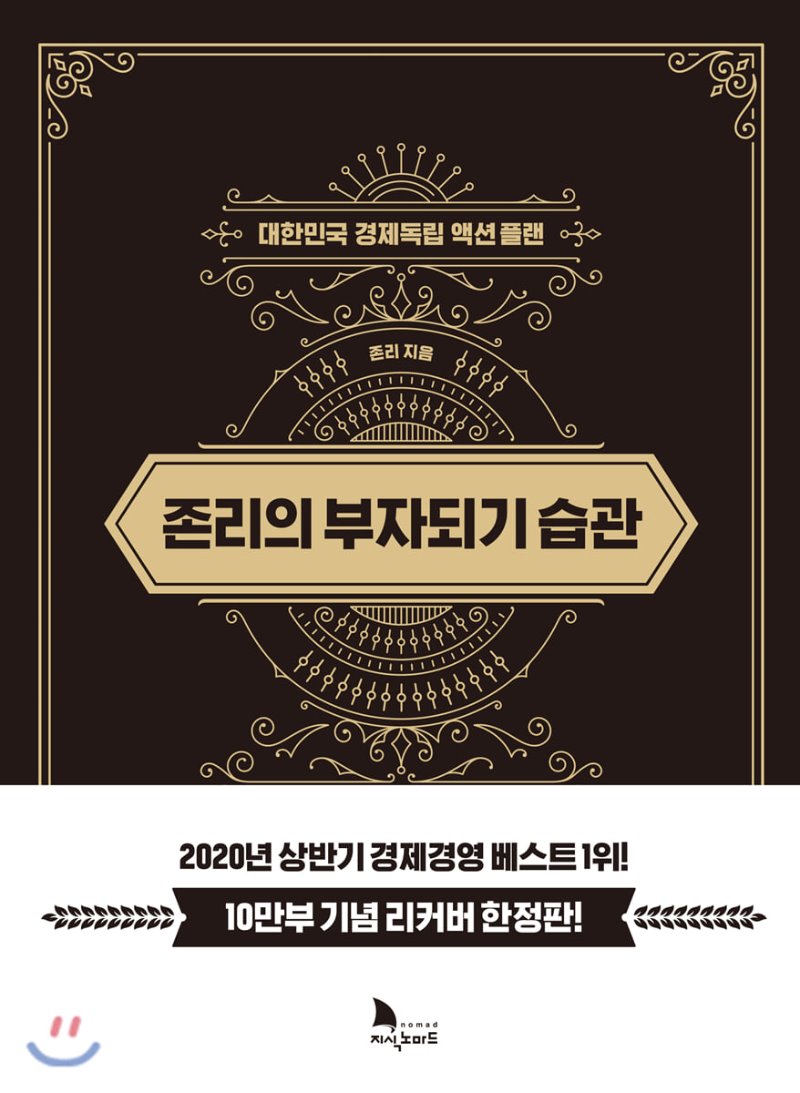 대한민국 경제독립 액션 플랜
존리 지음
존리의 부자되기 습관
2020년 상반기 경제경영 베스트 1위!
10만부 기념 리커버 한정판!
nomad
지식노마드